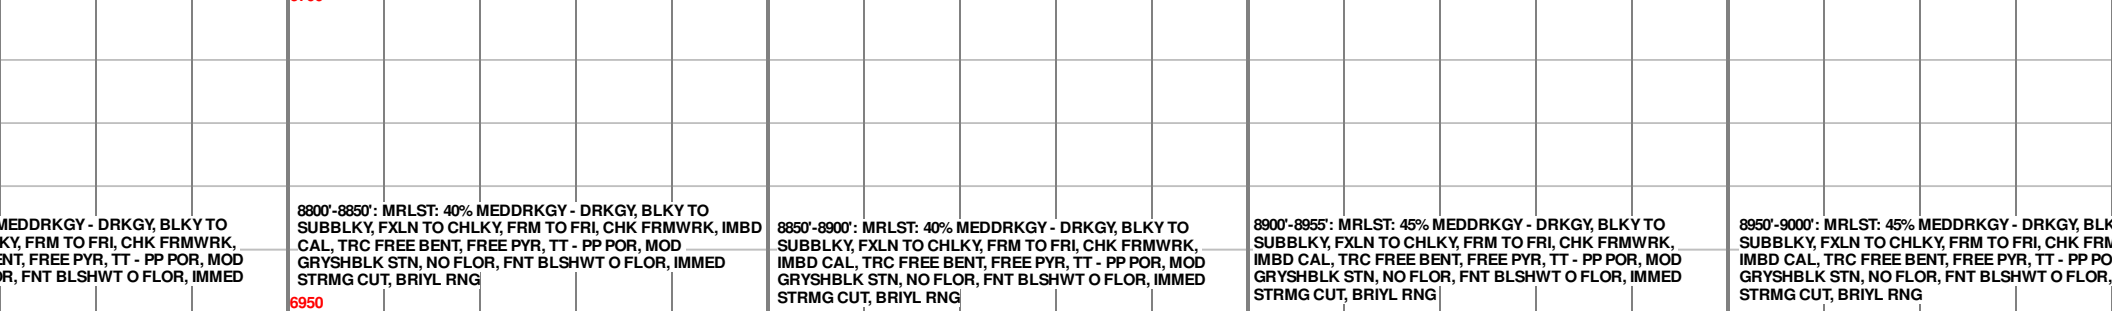 MEDDRKGY - DRKGY, BLKY TO
KY, FRM TO FRI, CHK FRMWRK,
ENT, FREE PYR, TT - PP POR, MOD
OR, FNT BLSHWT O FLOR, IMMED
8800'-8850': MRLST: 40% MEDDRKGY - DRKGY, BLKY TO
SUBBLKY, FXLN TO CHLKY, FRM TO FRI, CHK FRMWRK, IMBD
CAL, TRC FREE BENT, FREE PYR, TT - PP POR, MOD
GRYSHBLK STN, NO FLOR, FNT BLSHWT O FLOR, IMMED
STRMG CUT, BRIYL RNG
6950
8850'-8900': MRLST: 40% MEDDRKGY - DRKGY, BLKY TO
SUBBLKY, FXLN TO CHLKY, FRM TO FRI, CHK FRMWRK,
IMBD CAL, TRC FREE BENT, FREE PYR, TT - PP POR, MOD
GRYSHBLK STN, NO FLOR, FNT BLSHWT O FLOR, IMMED
STRMG CUT, BRIYL RNG
8900'-8955': MRLST: 45% MEDDRKGY - DRKGY, BLKY TO
SUBBLKY, FXLN TO CHLKY, FRM TO FRI, CHK FRMWRK,
IMBD CAL, TRC FREE BENT, FREE PYR, TT - PP POR, MOD
GRYSHBLK STN, NO FLOR, FNT BLSHWT O FLOR, IMMED
STRMG CUT, BRIYL RNG
8950'-9000': MRLST: 45% MEDDRKGY - DRKGY, BLK
SUBBLKY, FXLN TO CHLKY, FRM TO FRI, CHK FRM
IMBD CAL, TRC FREE BENT, FREE PYR, TT - PP PO
GRYSHBLK STN, NO FLOR, FNT BLSHWT O FLOR,
STRMG CUT, BRIYL RNG